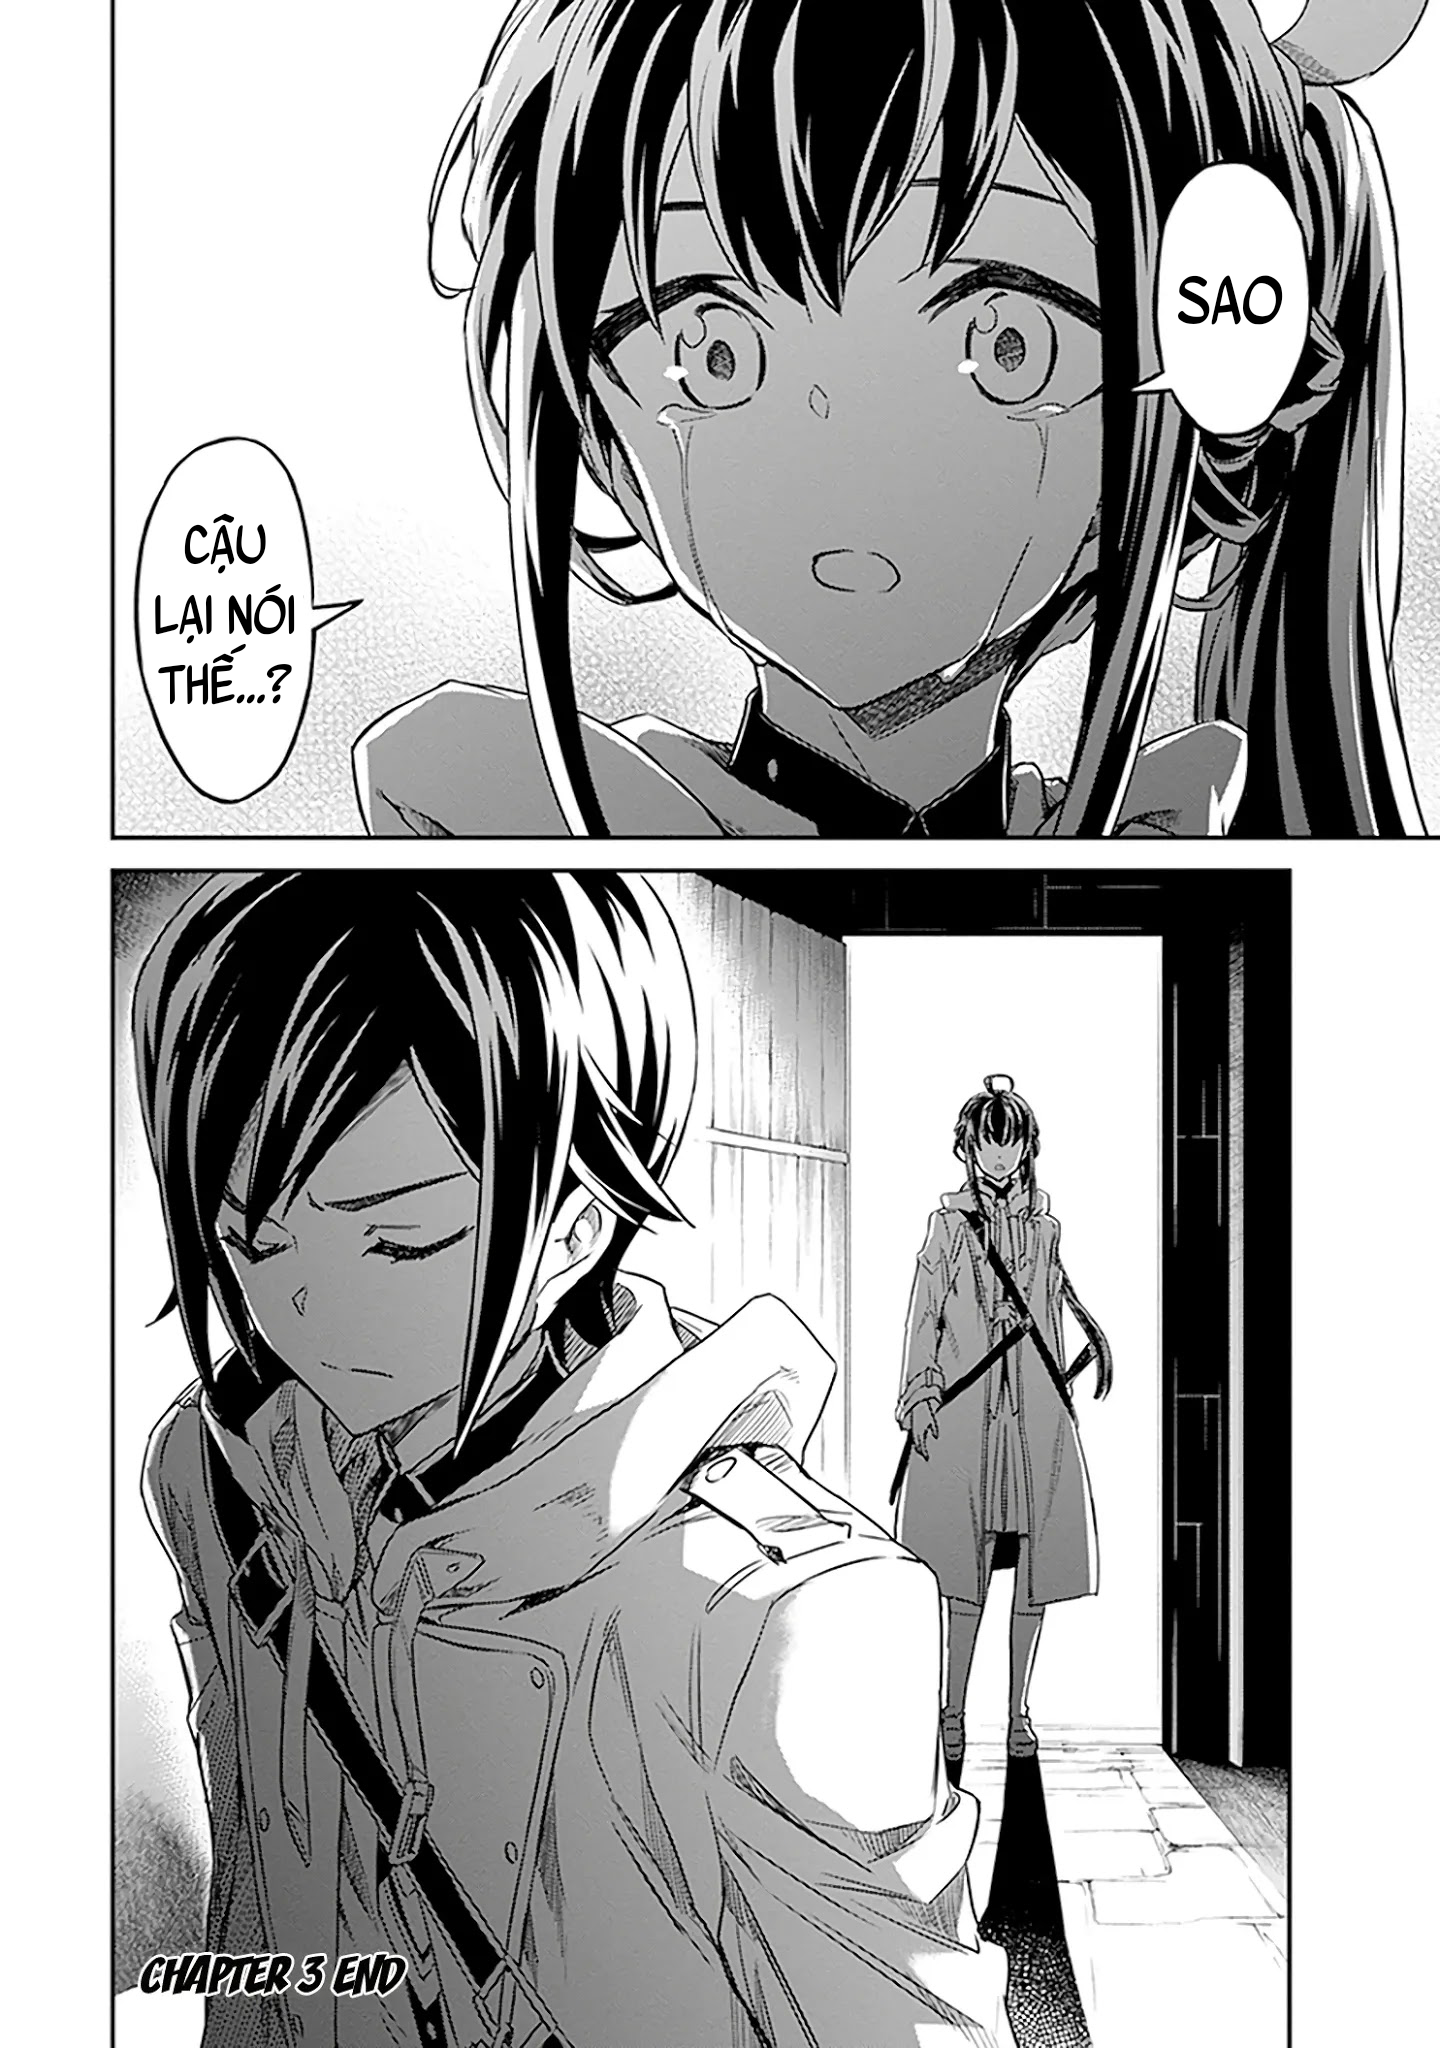 SAO
CẬU
LẠI NÓI
THẾ...?
CHAPTER 3 END